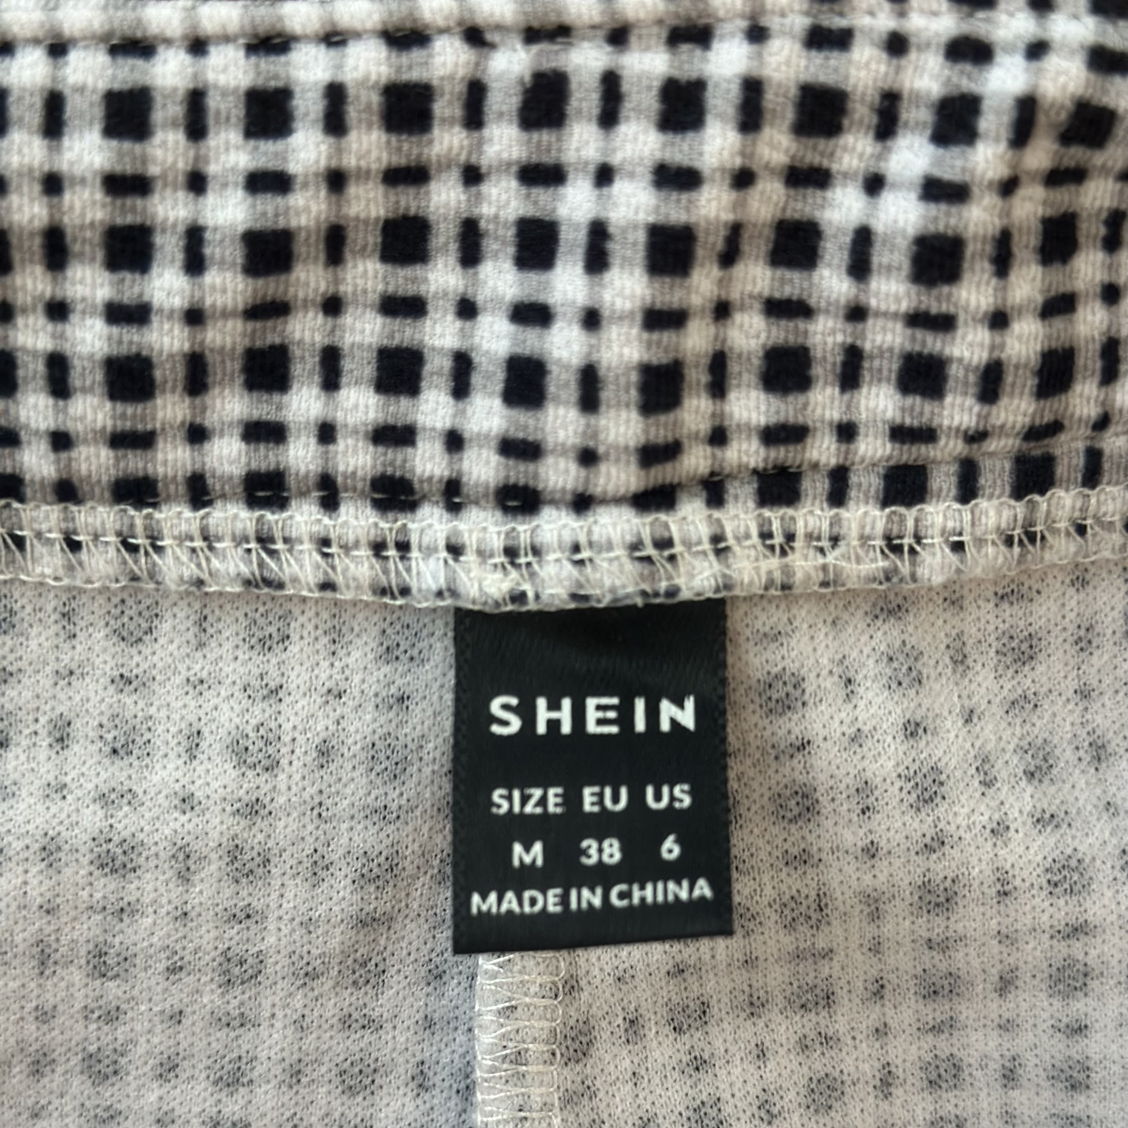 SHEIN
SIZE EU US
M 38 6
MADE IN CHINA